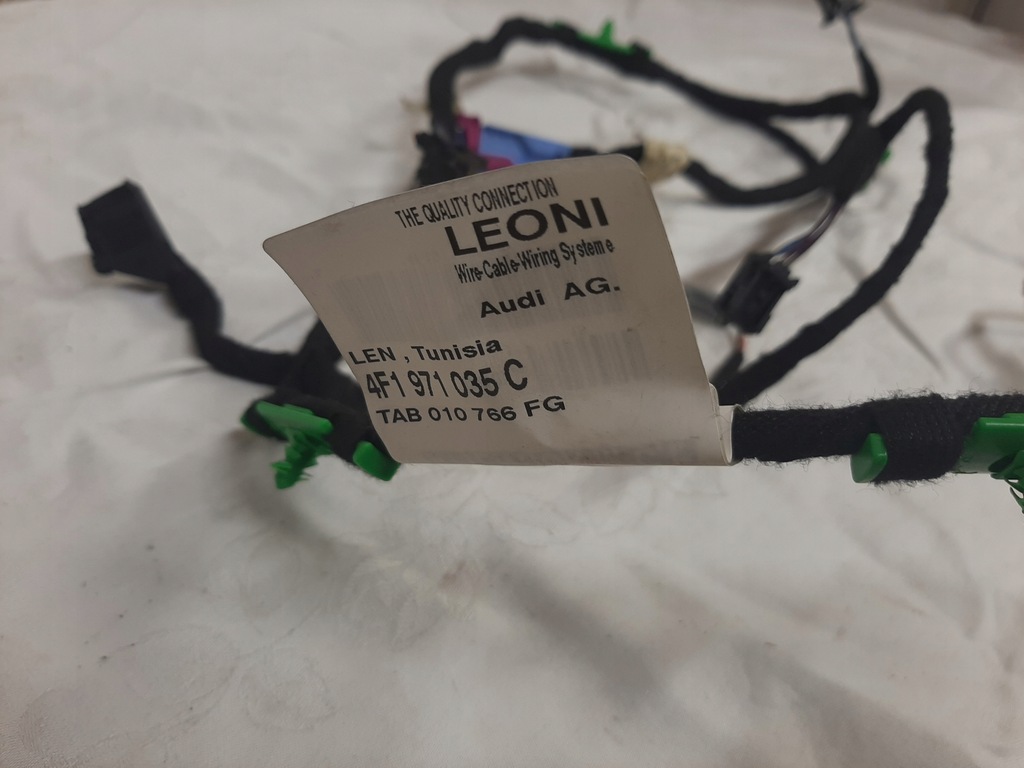 THE QUALITY CONNECTION
LEONI
Wire-Cable-Wiring Systeme
Audi AG.
LEN , Tunisia
4F1 971 035 C
TAB 010 766 FG